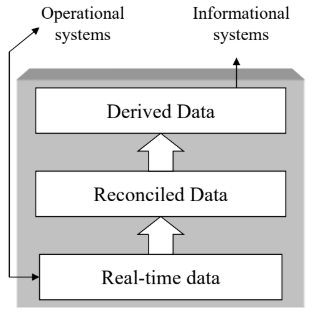 Operational
systems
Informational
systems
Derived Data
Reconciled Data
Real-time data